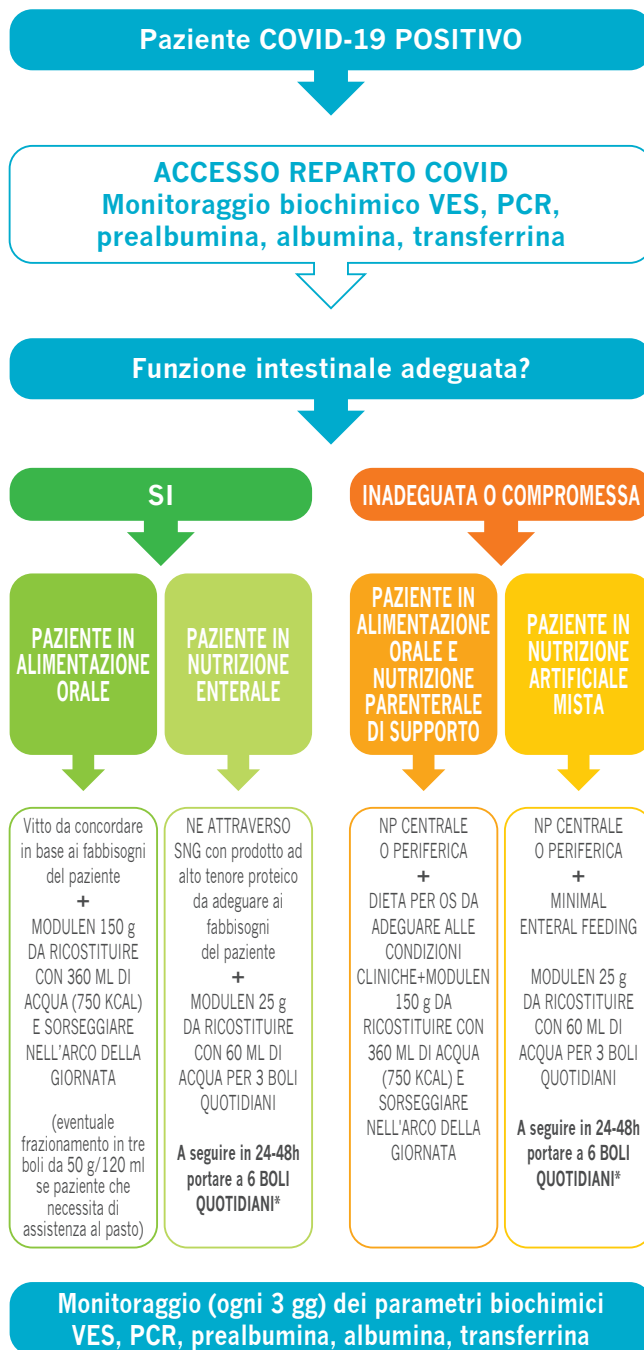 Paziente COVID-19 POSITIVO
ACCESSO REPARTO COVID
Monitoraggio biochimico VES, PCR,
prealbumina, albumina, transferrina
Funzione intestinale adeguata?
SI
INADEGUATA O COMPROMESSA
PAZIENTE IN
ALIMENTAZIONE
ORALE
PAZIENTE IN
NUTRIZIONE
ENTERALE
PAZIENTE IN
ALIMENTAZIONE
ORALE E
NUTRIZIONE
PARENTERALE
DI SUPPORTO
PAZIENTE IN
NUTRIZIONE
ARTIFICIALE
MISTA
Vitto da concordare
in base ai fabbisogni
del paziente
+
MODULEN 150 g
DA RICOSTITUIRE
CON 360 ML DI
ACQUA (750 KCAL)
E SORSEGGIARE
NELL'ARCO DELLA
GIORNATA
(eventuale
frazionamento in tre
boli da 50 g/120 ml
se paziente che
necessita di
assistenza al pasto)
NE ATTRAVERSO
SNG con prodotto ad
alto tenore proteico
da adeguare ai
fabbisogni
del paziente
+
MODULEN 25 g
DA RICOSTITUIRE
CON 60 ML DI
ACQUA PER 3 BOLI
QUOTIDIANI
A seguire in 24-48h
portare a 6 BOLI
QUOTIDIANI*
NP CENTRALE
O PERIFERICA
+
DIETA PER OS DA
ADEGUARE ALLE
CONDIZIONI
CLINICHE+MODULEN
150 g DA
RICOSTITUIRE CON
360 ML DI ACQUA
(750 KCAL) E
SORSEGGIARE
NELL'ARCO DELLA
GIORNATA
NP CENTRALE
O PERIFERICA
+
MINIMAL
ENTERAL FEEDING
MODULEN 25 g
DA RICOSTITUIRE
CON 60 ML DI
ACQUA PER 3 BOLI
QUOTIDIANI
A seguire in 24-48h
portare a 6 BOLI
QUOTIDIANI*
Monitoraggio (ogni 3 gg) dei parametri biochimici
VES, PCR, prealbumina, albumina, transferrina